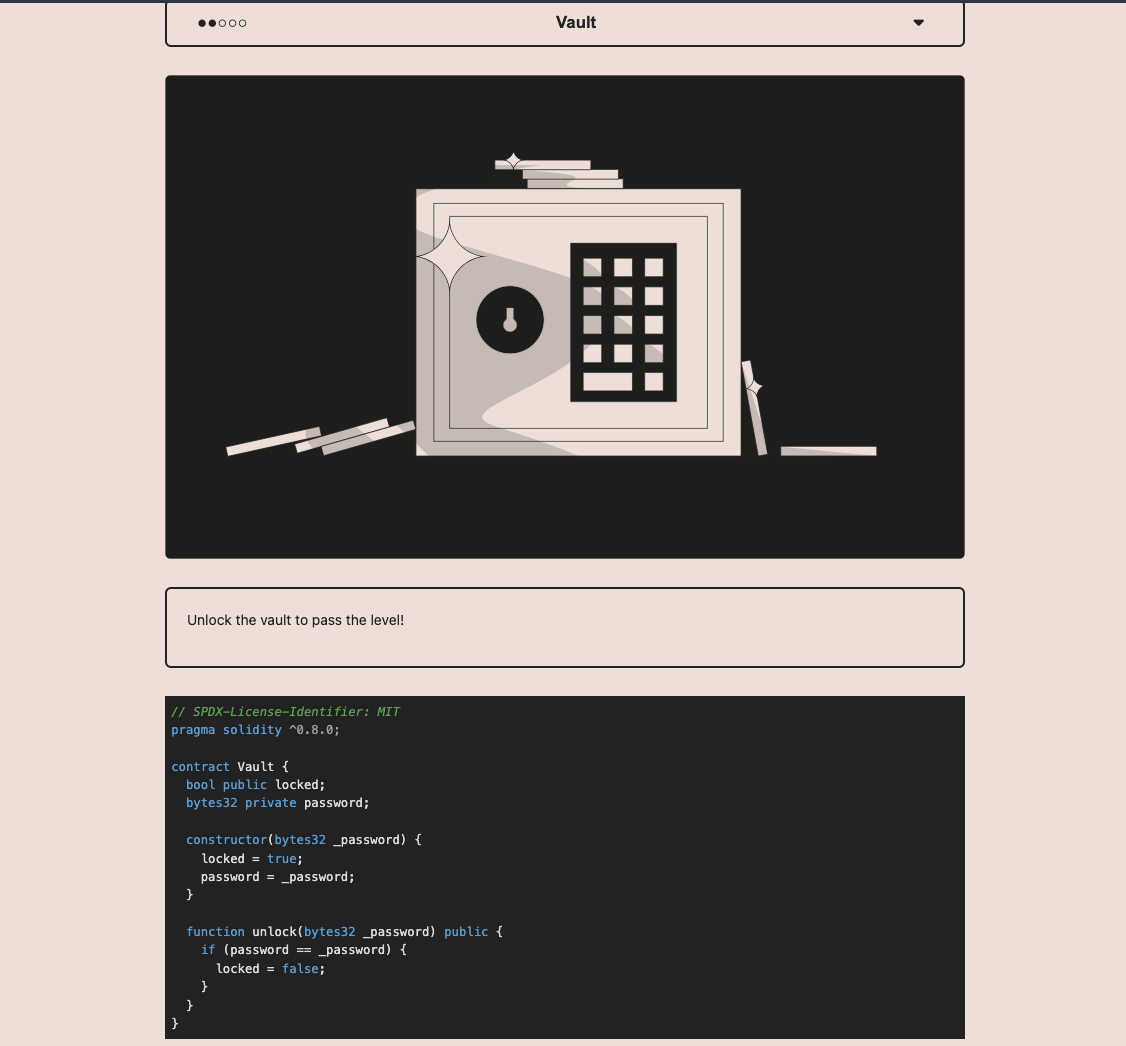 Vault
Unlock the vault to pass the level!
// SPDX-License-Identifier: MIT
pragma solidity ^0.8.0;
contract Vault {
  bool public locked;
  bytes32 private password;
  constructor(bytes32 _password) {
    locked = true;
    password = _password;
  }
  function unlock(bytes32 _password) public {
    if (password == _password) {
      locked = false;
    }
  }
}